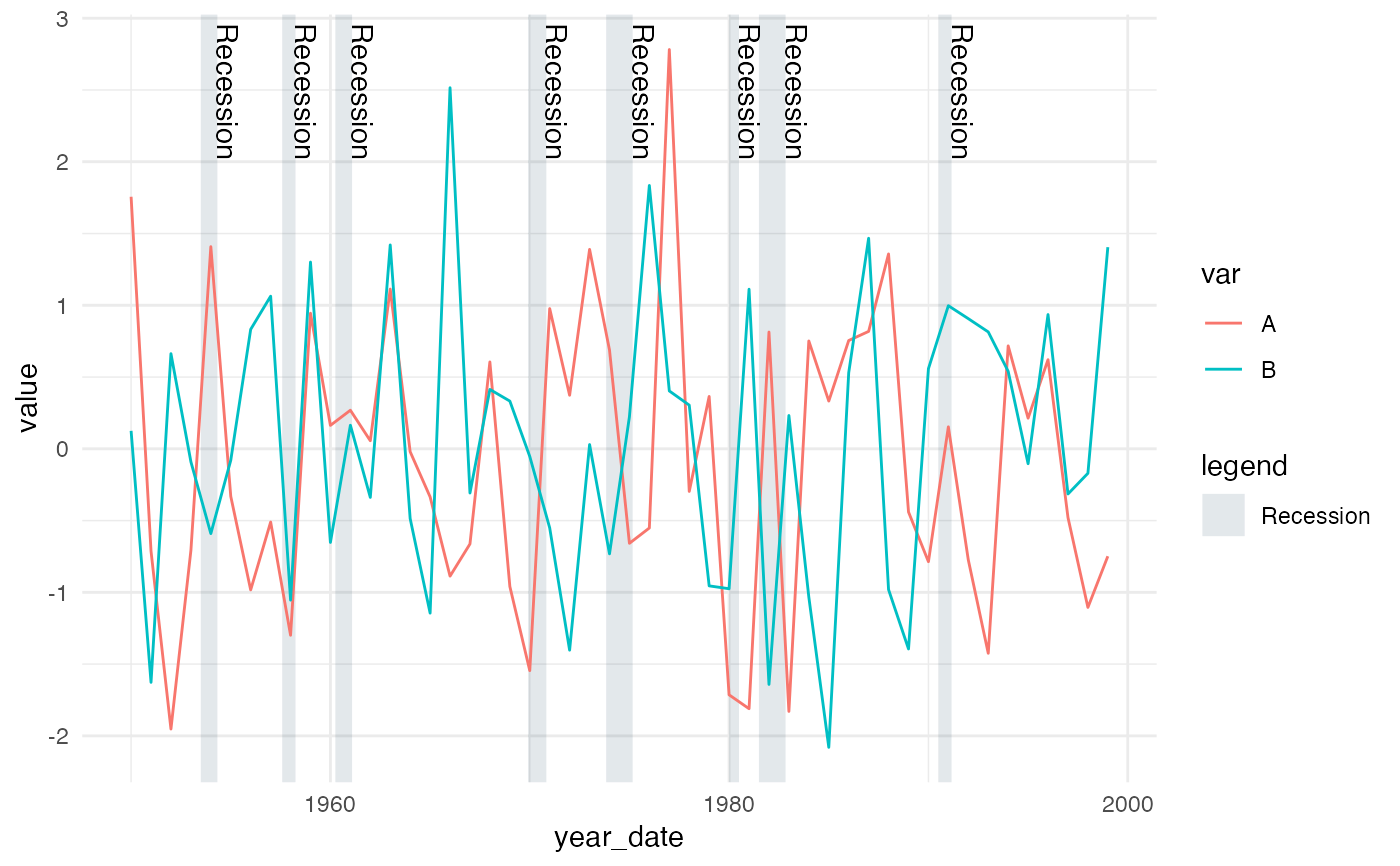 3
2
1
0
-1
-2
value
Recession
Recession
Recession
Recession
Recession
Recession
Recession
Recession
1960
1980
2000
year_date
var
A
B
legend
Recession